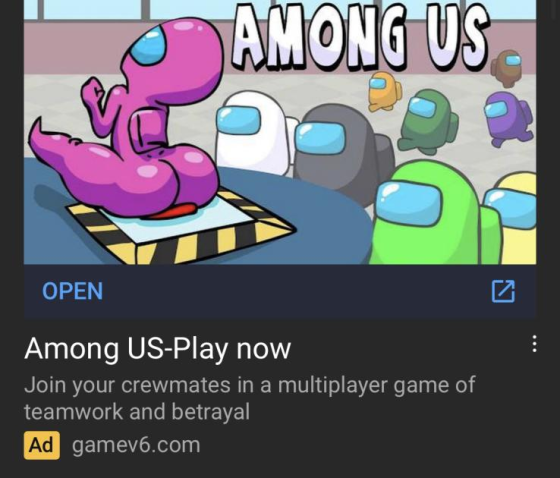 AMONG US
OPEN
Among US-Play now
Join your crewmates in a multiplayer game of
teamwork and betrayal
Ad gamev6.com